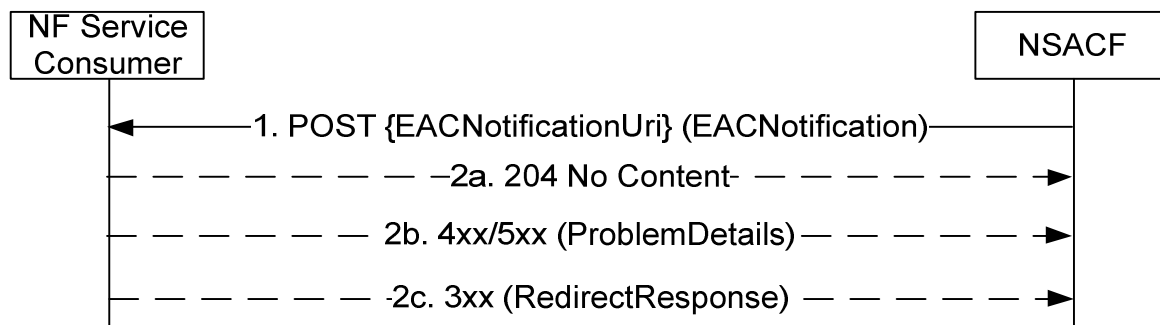 NF Service
Consumer
NSACF
1. POST {EACNotificationUri} (EACNotification)
2a. 204 No Content
2b. 4xx/5xx (ProblemDetails)
2c. 3xx (RedirectResponse)